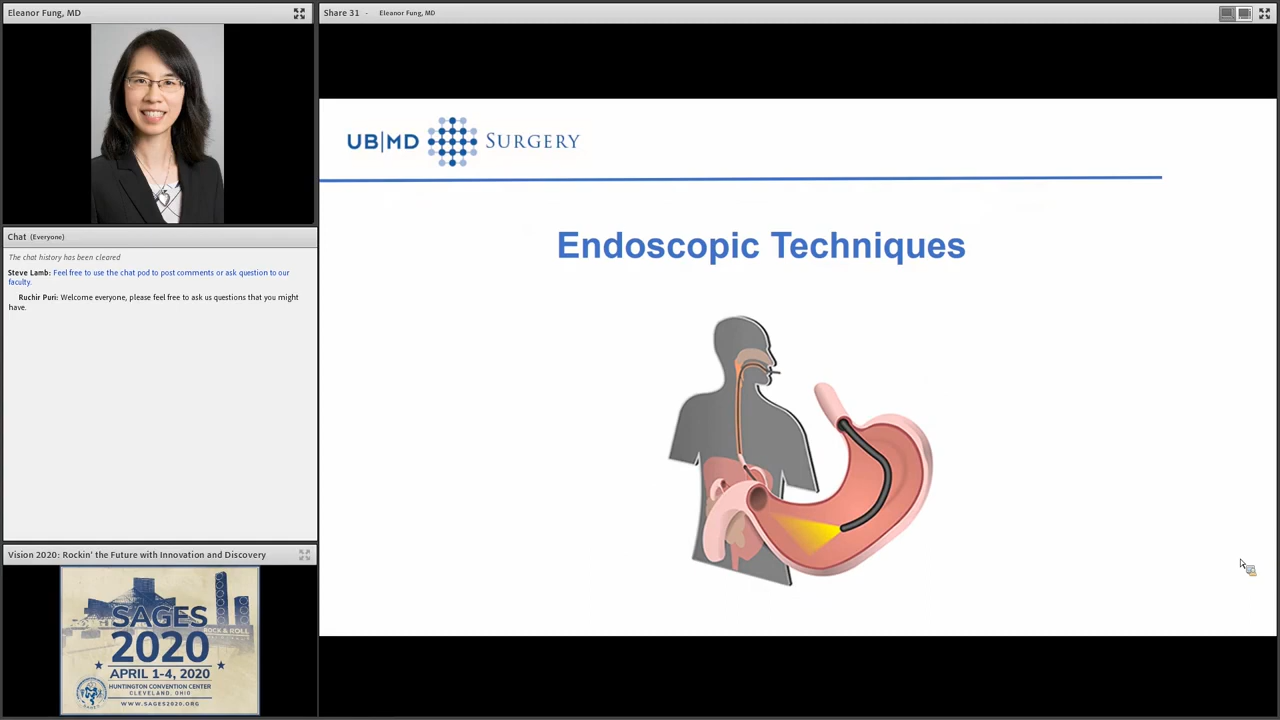 Eleanor Fung, MD
Share 31 - Eleanor Fung, MD
Chat (Everyone)
The chat history has been cleared
Steve Lamb: Feel free to use the chat pod to post comments or ask question to our
faculty.
Ruchir Puri: Welcome everyone, please feel free to ask us questions that you might
have.
Vision 2020: Rockin' the Future with Innovation and Discovery
SAGES
ROCK & ROLL
2020
APRIL 1-4, 2020
HUNTINGTON CONVENTION CENTER
CLEVELAND, OHIO
WWW.SAGES2020.ORG
UB|MD SURGERY
Endoscopic Techniques